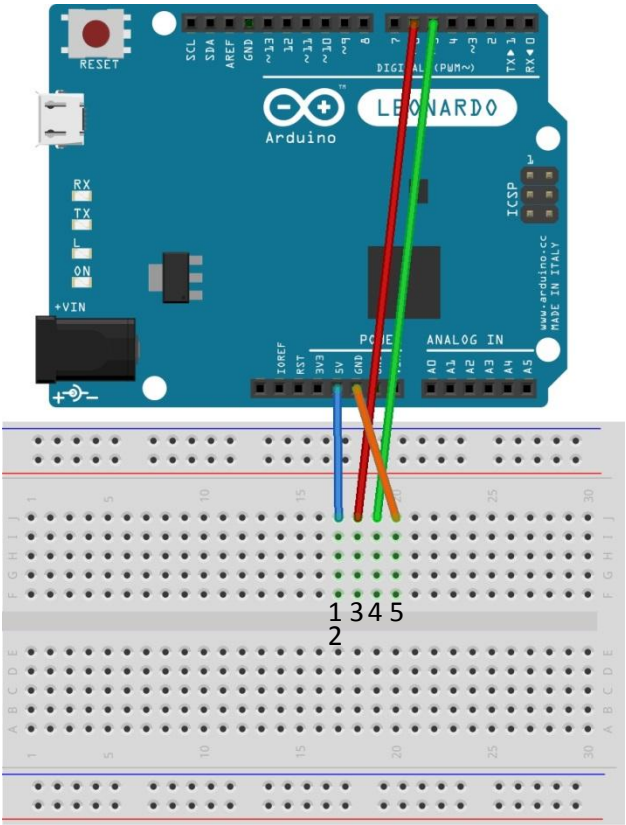 RESET
SCL
SDA
AREF
GND
~13
12
~11
~10
~9
8
7
4
~3
2
TX▶1
RX◀0
DIGITAL (PWM~)
TM
Arduino
LEONARDO
1
ICSP
RX
TX
L
ON
+VIN
www.arduino.cc
MADE IN ITALY
ANALOG IN
IOREF
RST
3V3
5V
GND
A0
A1
A2
A3
A4
A5
1
5
10
15
20
25
30
J
I
H
G
F
J
I
H
G
F
1 3 4 5
2
E
D
C
B
A
E
D
C
B
A
1
5
10
15
20
25
30